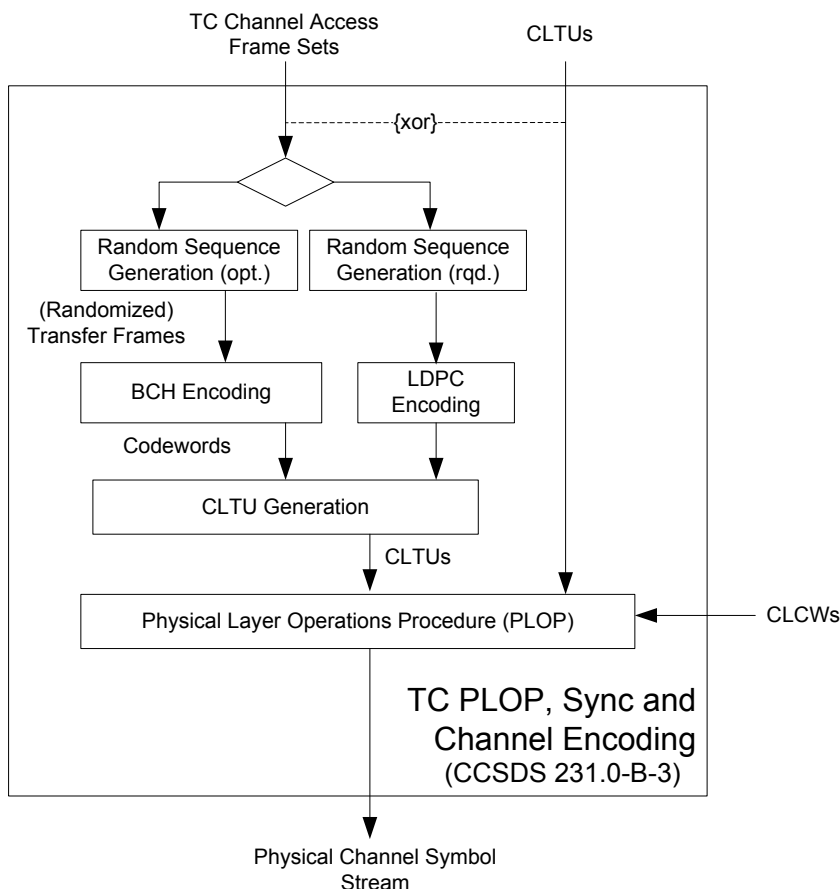 TC Channel Access
Frame Sets
CLTUs
{xor}
Random Sequence
Generation (opt.)
Random Sequence
Generation (rqd.)
(Randomized)
Transfer Frames
BCH Encoding
LDPC
Encoding
Codewords
CLTU Generation
CLTUs
Physical Layer Operations Procedure (PLOP)
CLCWs
TC PLOP, Sync and
Channel Encoding
(CCSDS 231.0-B-3)
Physical Channel Symbol
Stream